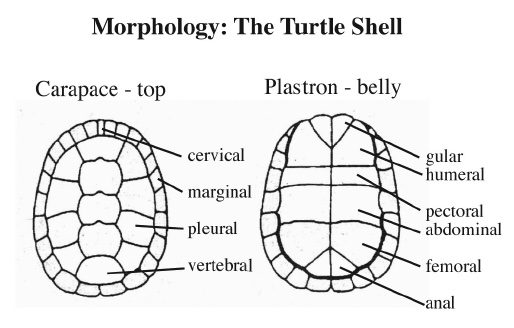 Morphology: The Turtle Shell
Carapace - top
cervical
marginal
pleural
vertebral
Plastron - belly
gular
humeral
pectoral
abdominal
femoral
anal